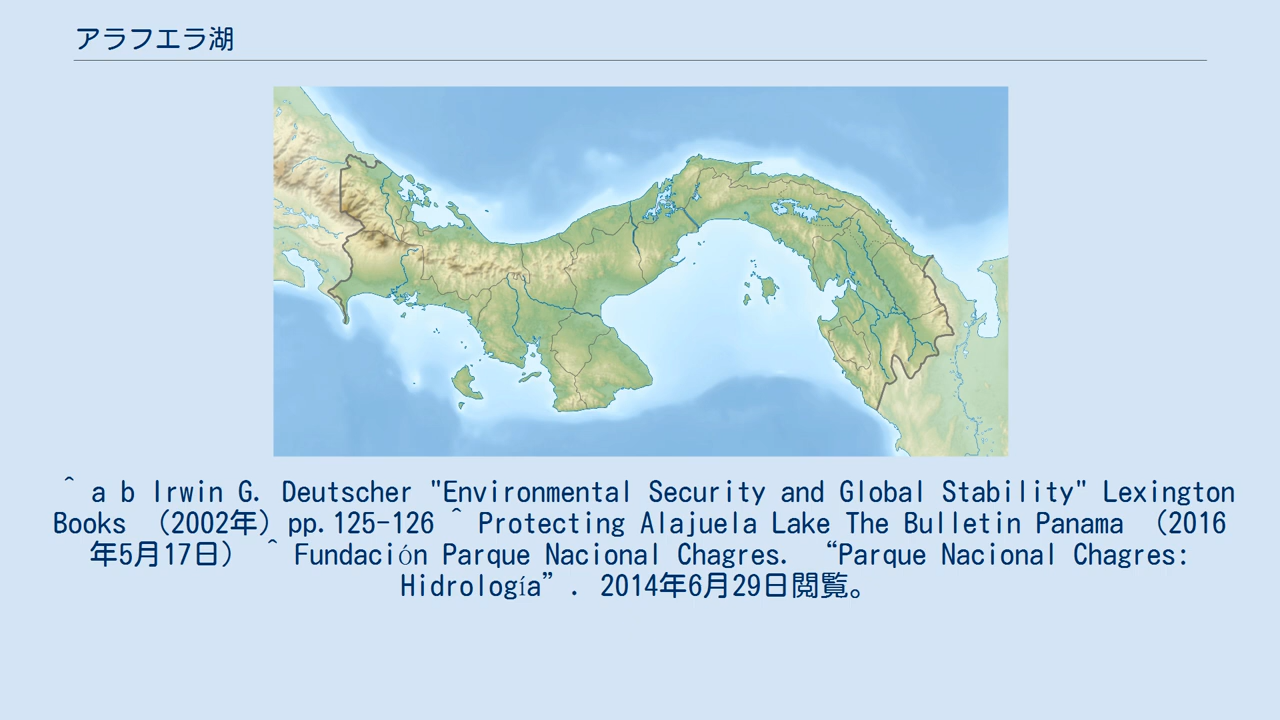 アラフエラ湖
^ a b Irwin G. Deutscher "Environmental Security and Global Stability" Lexington
Books （2002年）pp.125-126 ^ Protecting Alajuela Lake The Bulletin Panama （2016
年5月17日） ^ Fundación Parque Nacional Chagres. “Parque Nacional Chagres:
Hidrología”. 2014年6月29日閲覧。